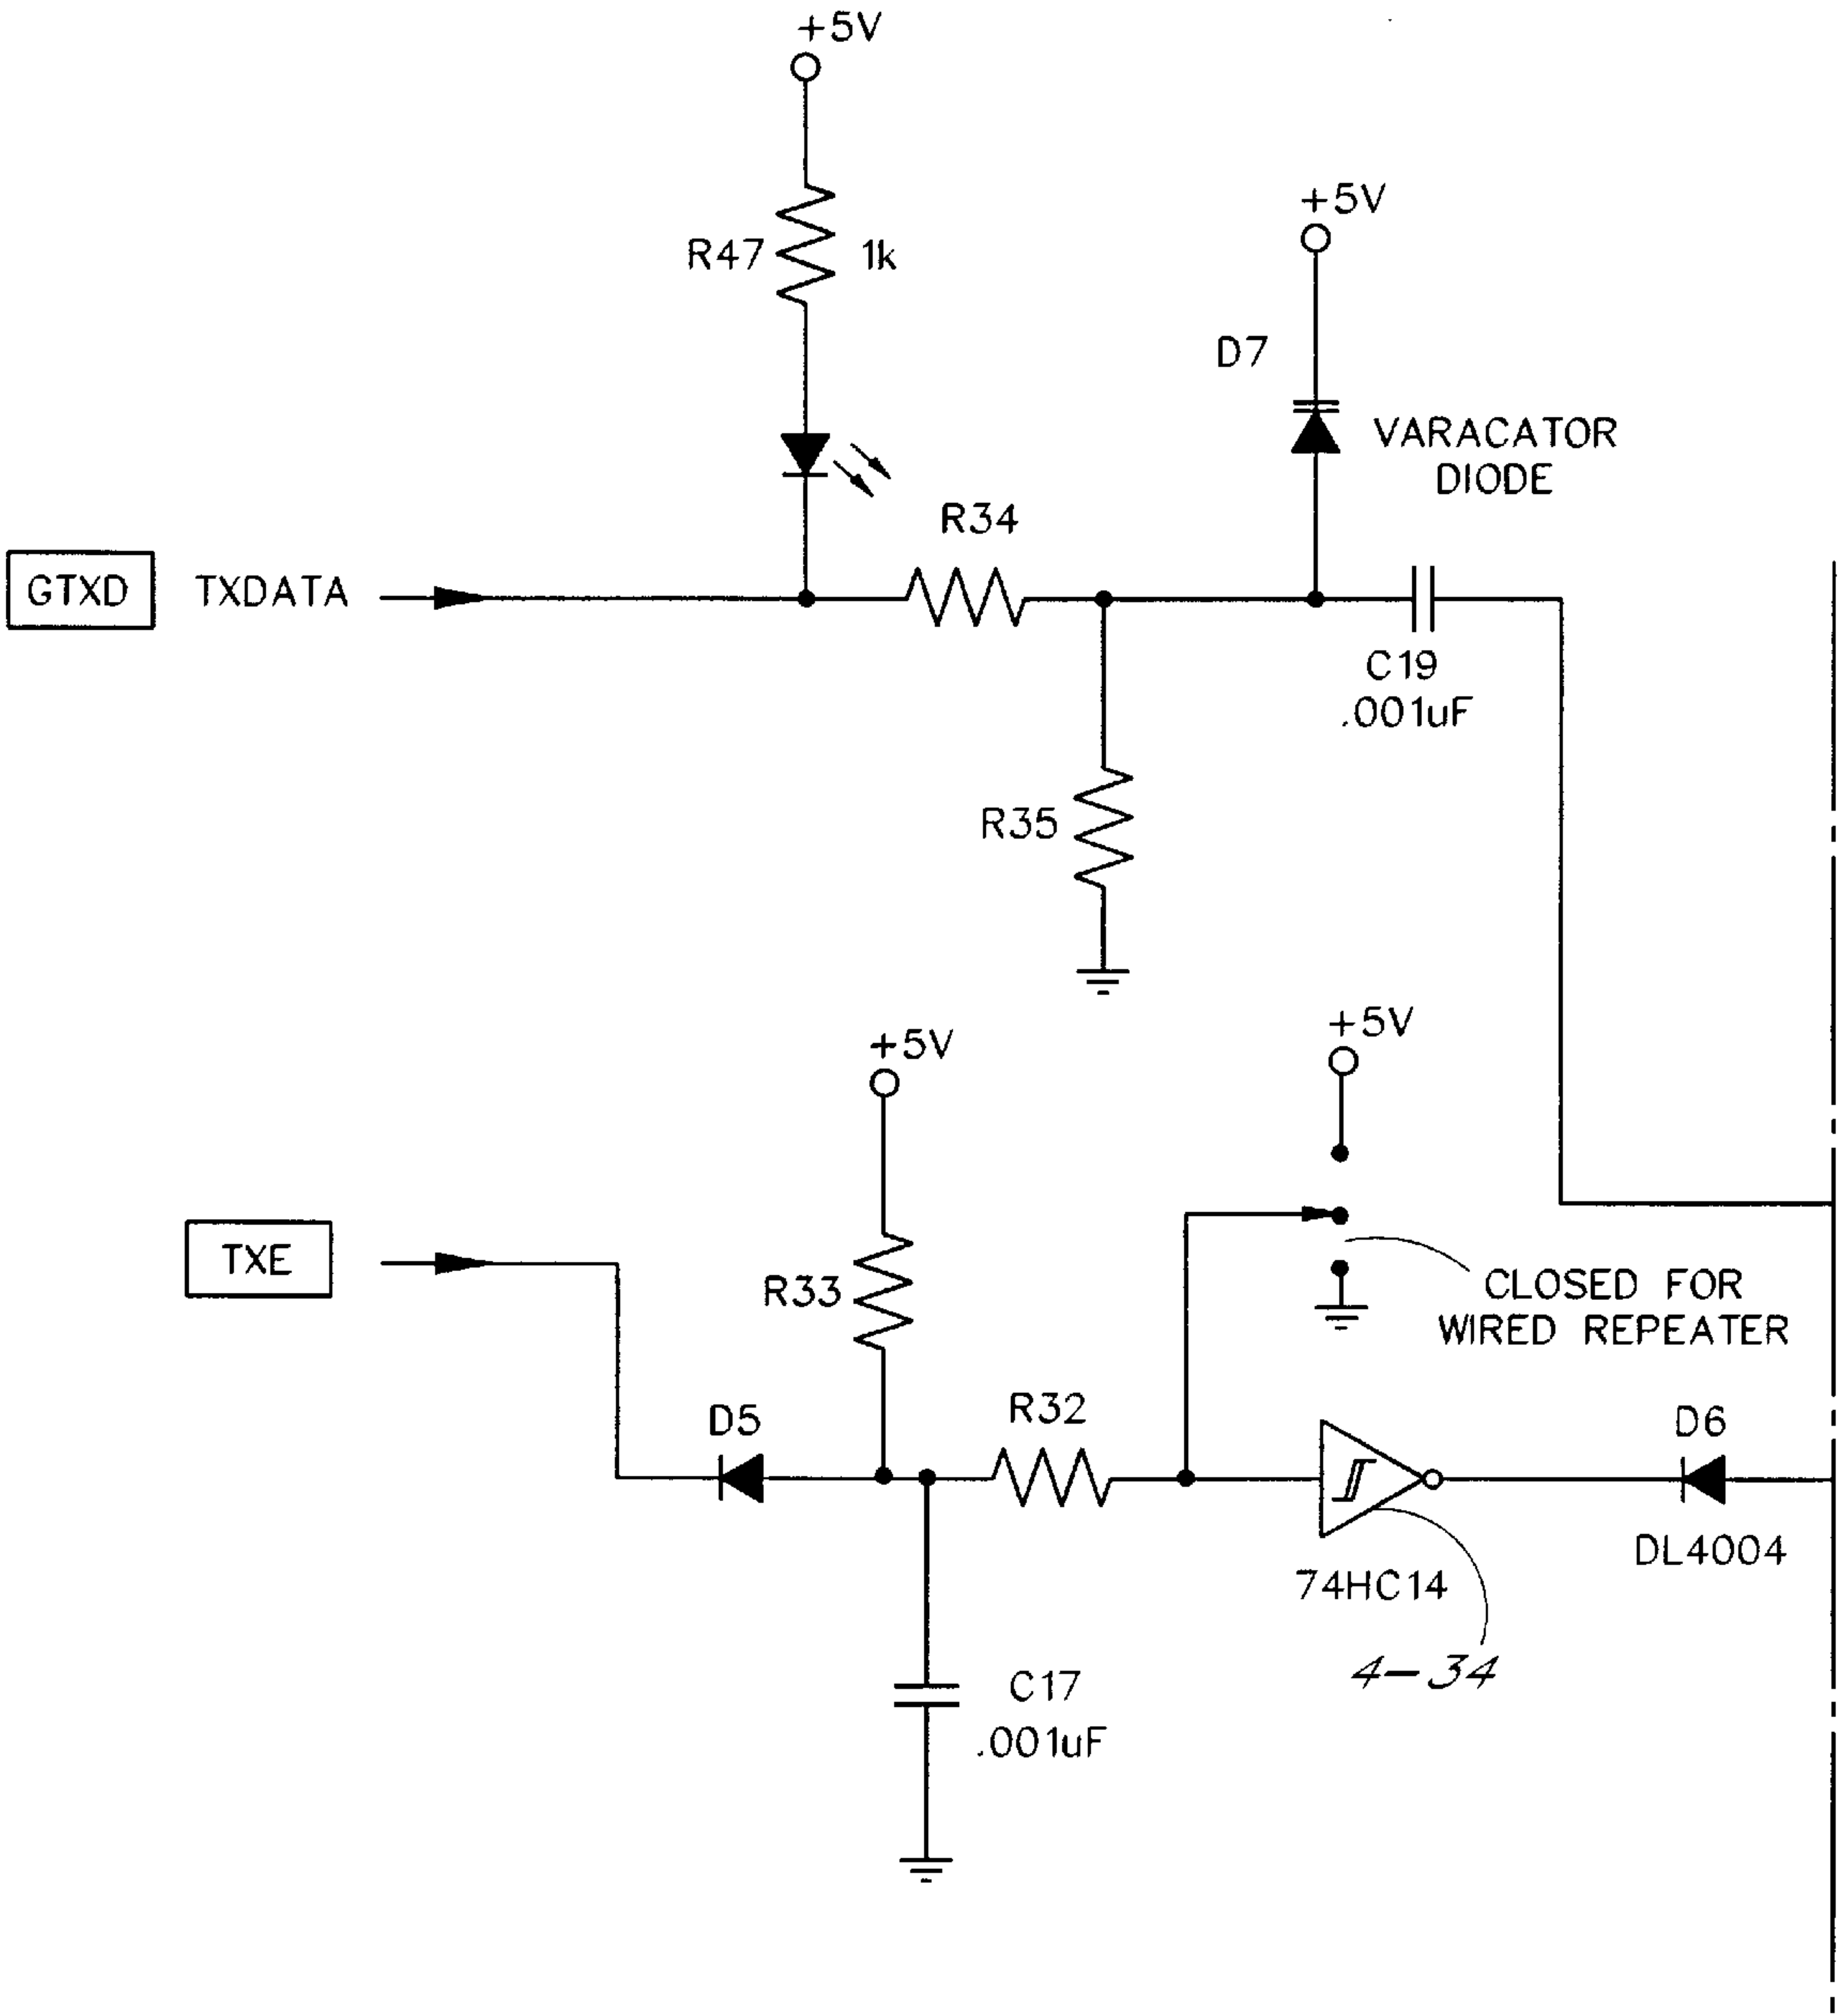 +5V
R47 1k
+5V
D7
VARACATOR
DIODE
R34
GTXD TXDATA
C19
.001uF
R35
+5V
+5V
TXE
R33
CLOSED FOR
WIRED REPEATER
D5
R32
D6
74HC14
DL4004
4-34
C17
.001uF